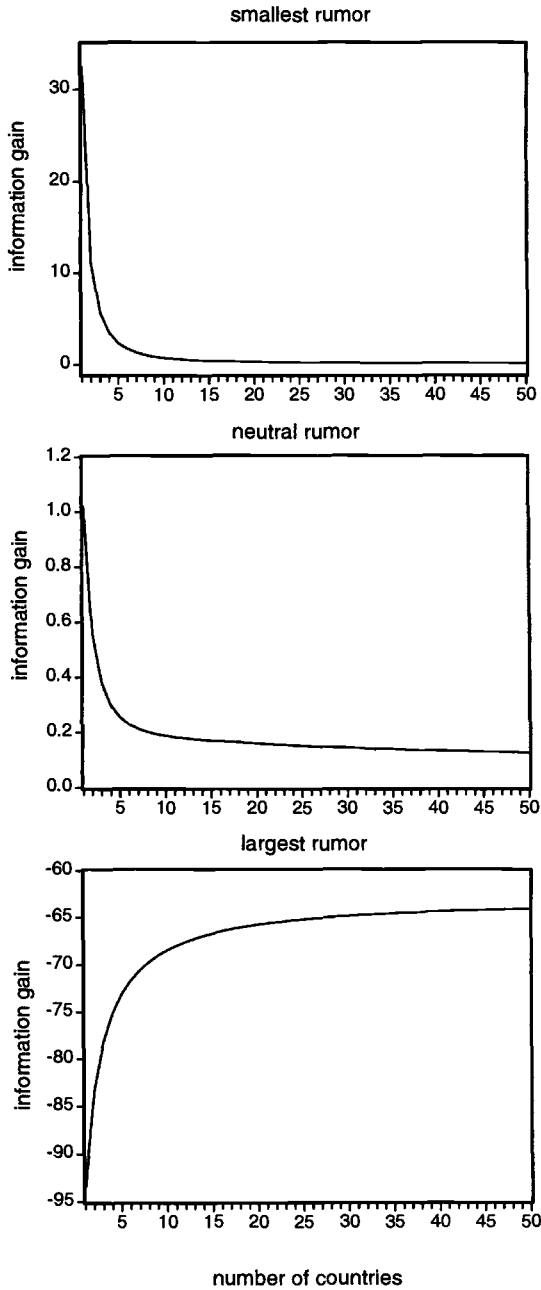 smallest rumor
information gain
30
20
10
0
5 10 15 20 25 30 35 40 45 50
neutral rumor
information gain
1.2
1.0
0.8
0.6
0.4
0.2
0.0
5 10 15 20 25 30 35 40 45 50
largest rumor
information gain
-60
-65
-70
-75
-80
-85
-90
-95
5 10 15 20 25 30 35 40 45 50
number of countries